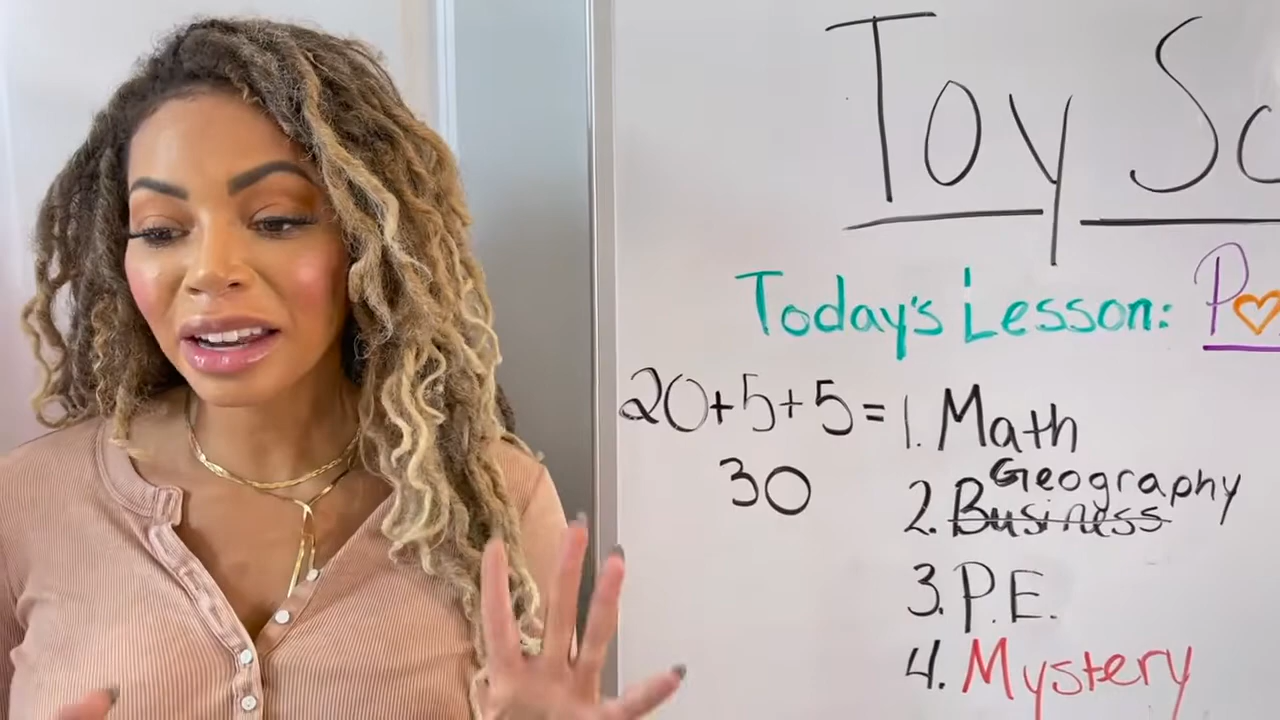 Toy Sc
Today's Lesson: P
20+5+5= 1. Math
30
Geography
2. Business
3. P.E.
4. Mystery